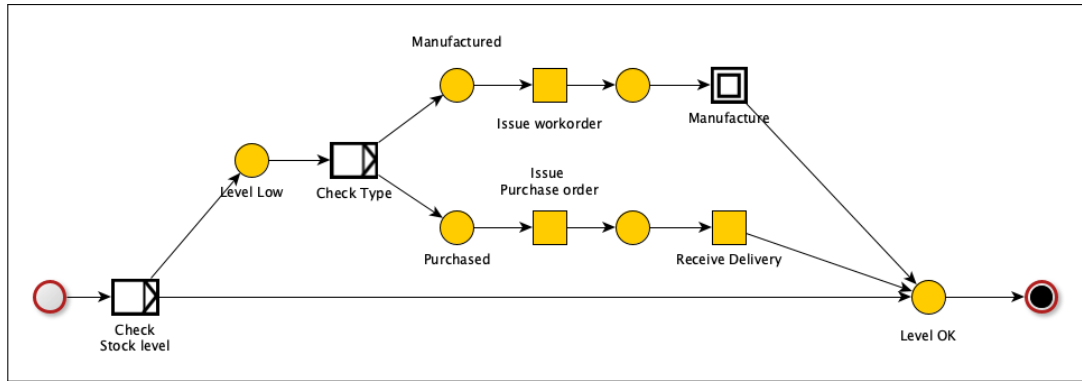 Manufactured
Issue workorder
Manufacture
Level Low
Check Type
Issue
Purchase order
Purchased
Receive Delivery
Check
Stock level
Level OK